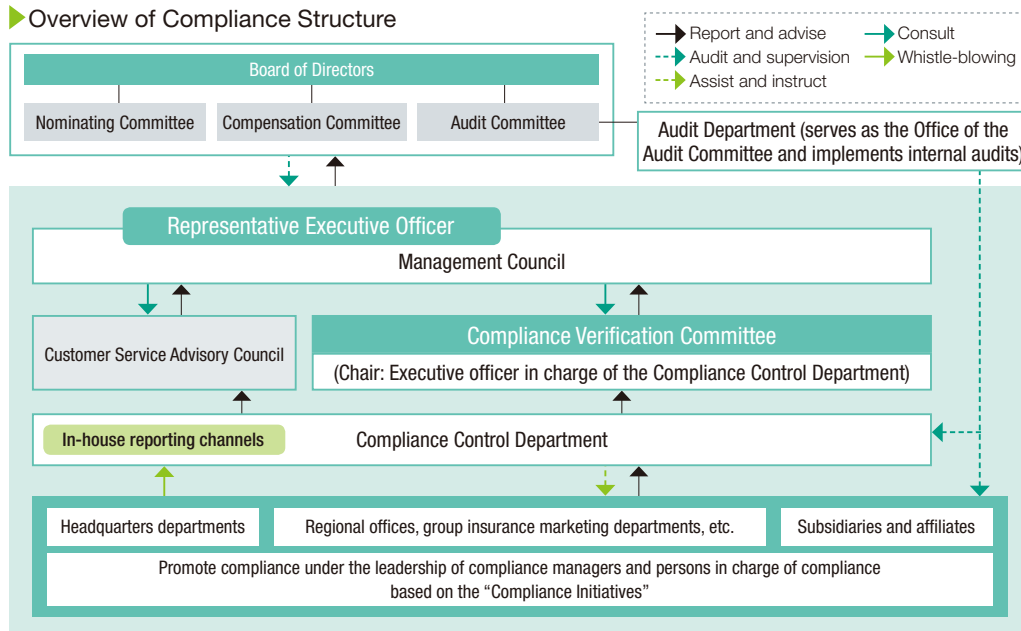 Overview of Compliance Structure
Report and advise
Consult
Audit and supervision
Whistle-blowing
Assist and instruct
Board of Directors
Nominating Committee
Compensation Committee
Audit Committee
Audit Department (serves as the Office of the
Audit Committee and implements internal audits)
Representative Executive Officer
Management Council
Customer Service Advisory Council
Compliance Verification Committee
(Chair: Executive officer in charge of the Compliance Control Department)
In-house reporting channels
Compliance Control Department
Headquarters departments
Regional offices, group insurance marketing departments, etc.
Subsidiaries and affiliates
Promote compliance under the leadership of compliance managers and persons in charge of compliance
based on the “Compliance Initiatives”